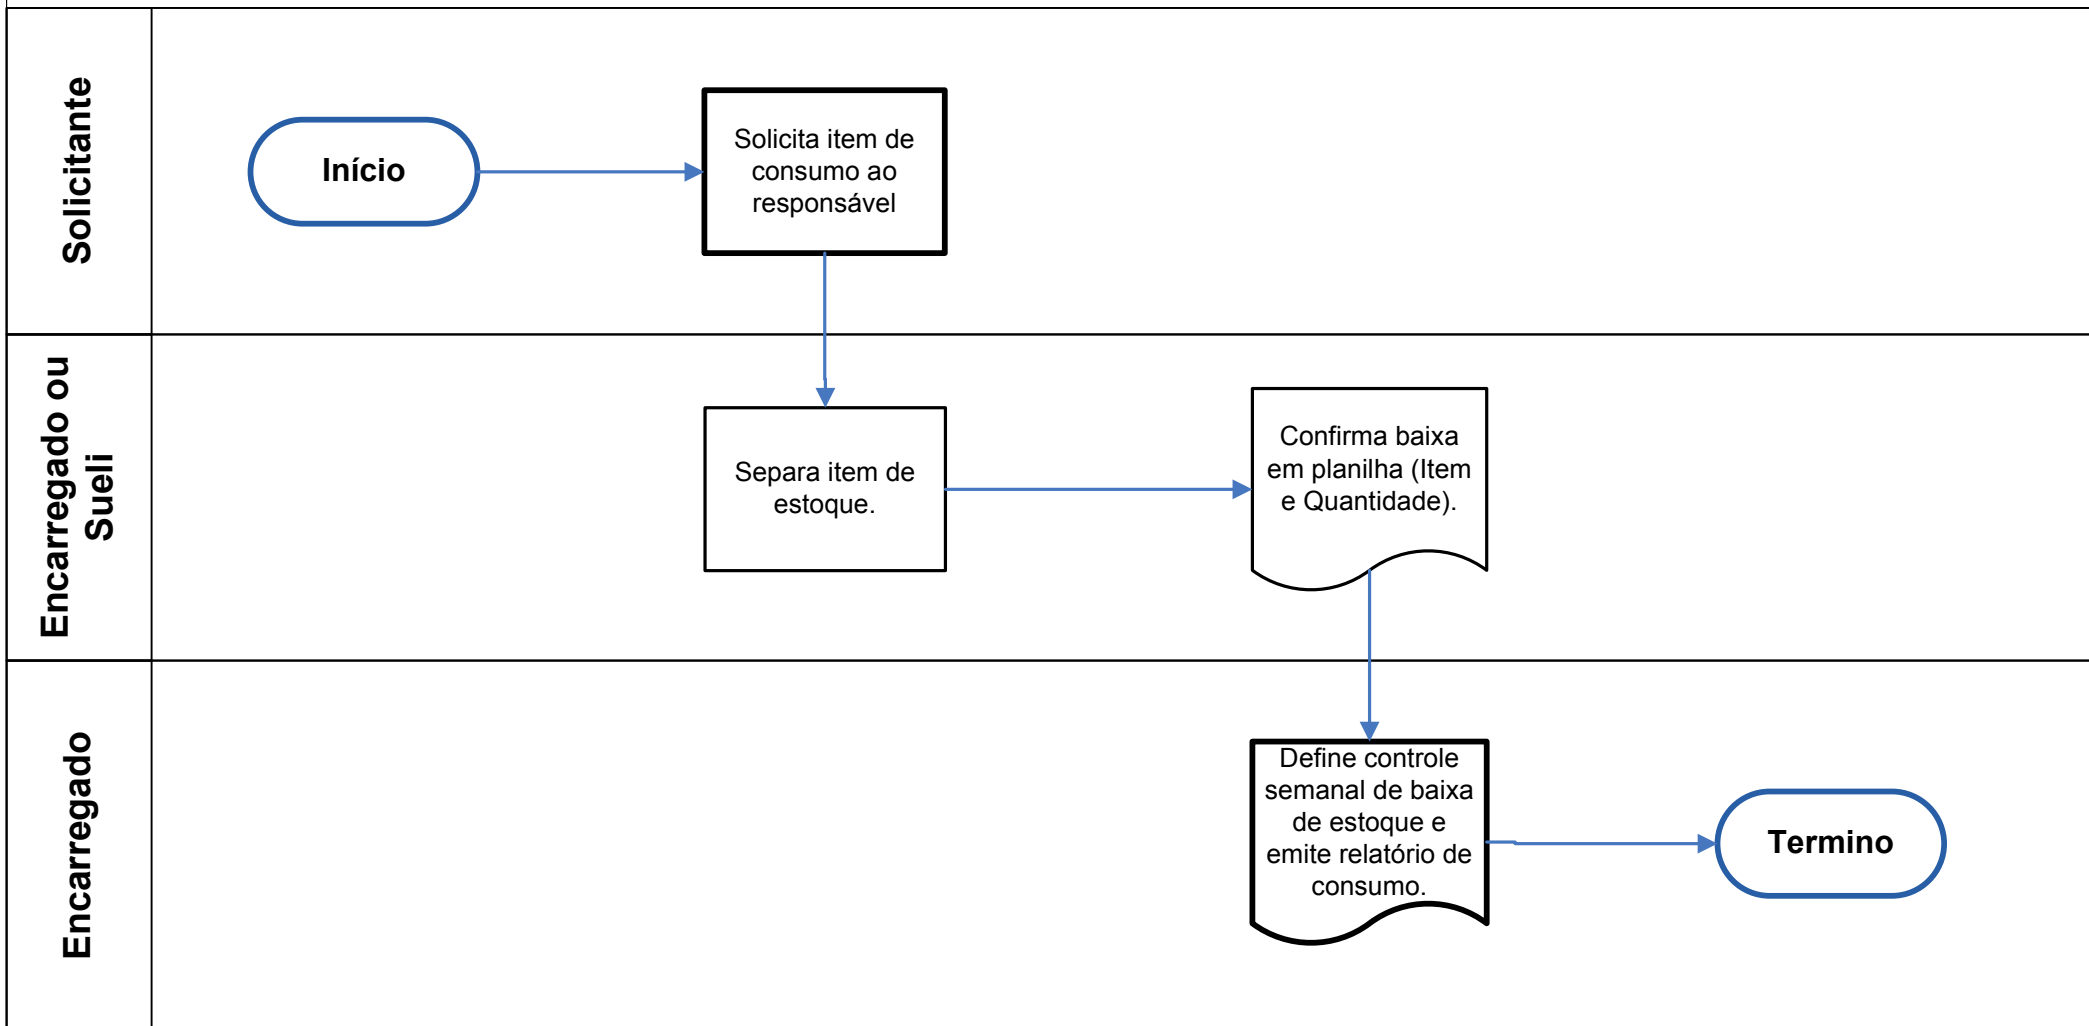 Solicitante
Início
Solicita item de
consumo ao
responsável
Encarregado ou
Sueli
Separa item de
estoque.
Confirma baixa
em planilha (Item
e Quantidade).
Encarregado
Define controle
semanal de baixa
de estoque e
emite relatório de
consumo.
Termino